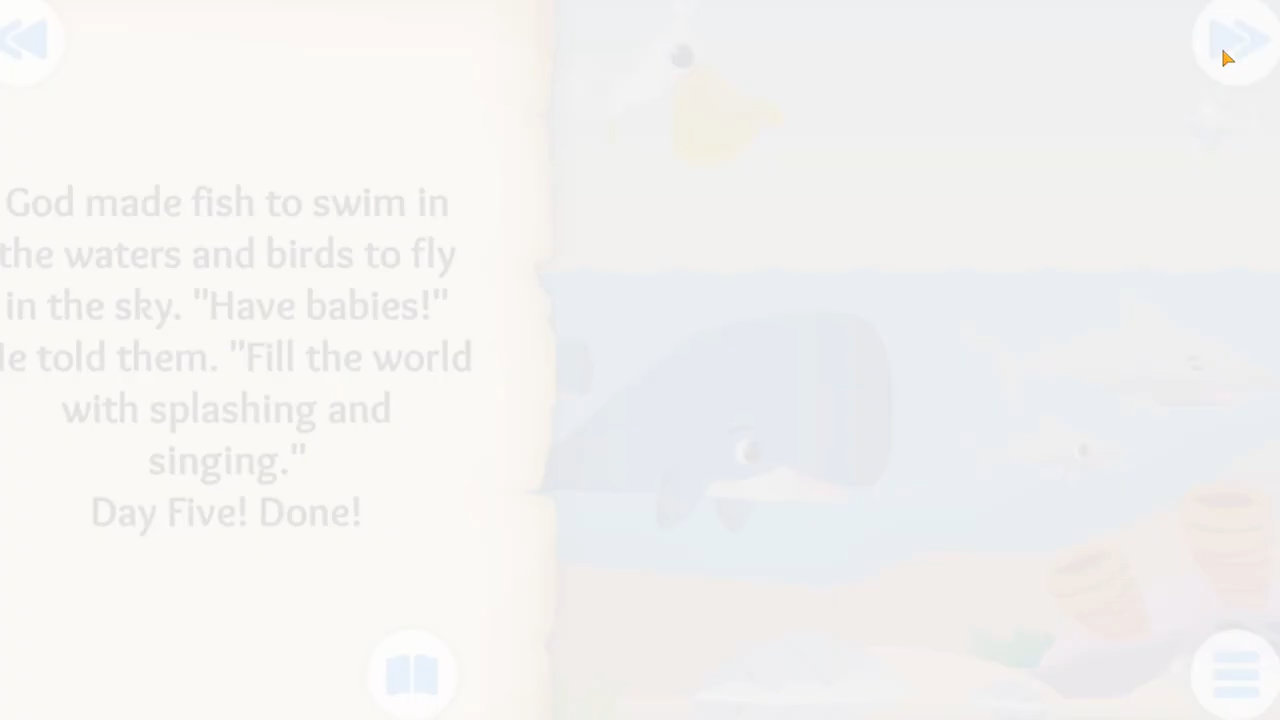 God made fish to swim in
the waters and birds to fly
in the sky. "Have babies!"
He told them. "Fill the world
with splashing and
singing."
Day Five! Done!